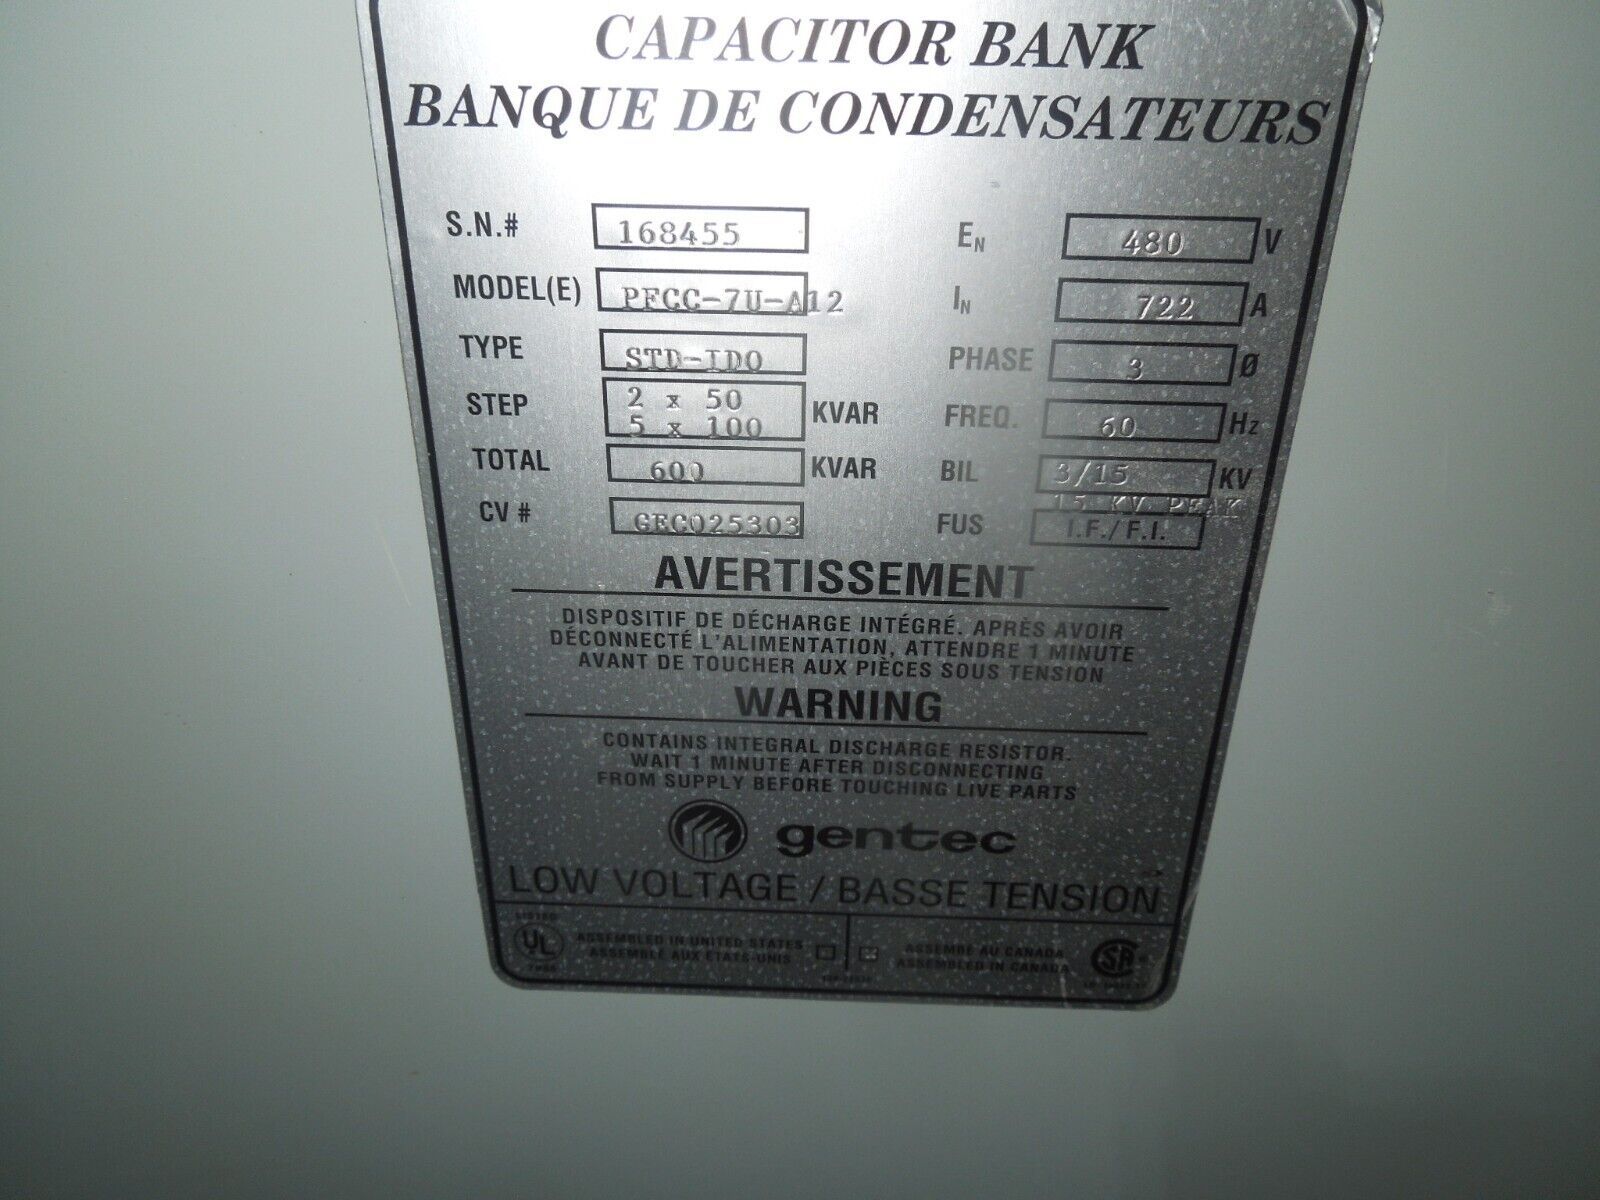 CAPACITOR BANK
BANQUE DE CONDENSATEURS
S.N.# 168455 EN 480 V
MODEL(E) PFCC-7U-A12 IN 722 A
TYPE STD-IDO PHASE 3 Ø
STEP 2 x 50
5 x 100 KVAR FREQ. 60 Hz
TOTAL 600 KVAR BIL 3/15 KV
15 KV PEAK
CV # GEC025303 FUS I.F./F.I.
AVERTISSEMENT
DISPOSITIF DE DÉCHARGE INTÉGRÉ. APRÈS AVOIR
DÉCONNECTÉ L'ALIMENTATION, ATTENDRE 1 MINUTE
AVANT DE TOUCHER AUX PIÈCES SOUS TENSION
WARNING
CONTAINS INTEGRAL DISCHARGE RESISTOR.
WAIT 1 MINUTE AFTER DISCONNECTING
FROM SUPPLY BEFORE TOUCHING LIVE PARTS
gentec
LOW VOLTAGE / BASSE TENSION
LISTED
UL
ASSEMBLED IN UNITED STATES ASSEMBÉ AU CANADA
ASSEMBLÉ AUX ÉTATS-UNIS ASSEMBLED IN CANADA